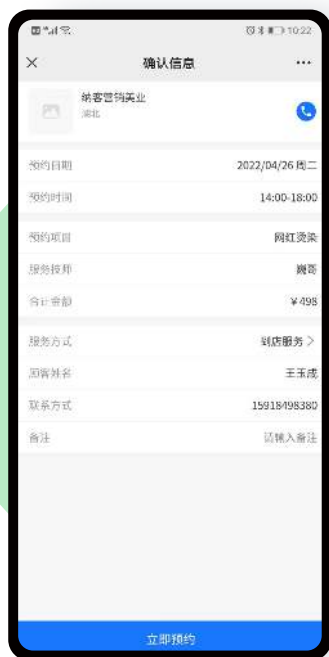 10:22
确认信息
纳客营销美业
湖北
预约日期 2022/04/26 周二
预约时间 14:00-18:00
预约项目 网红烫染
服务技师
合计金额 ¥498
服务方式 到店服务
顾客姓名 王玉成
联系方式 15918498380
备注 请输入备注
立即预约